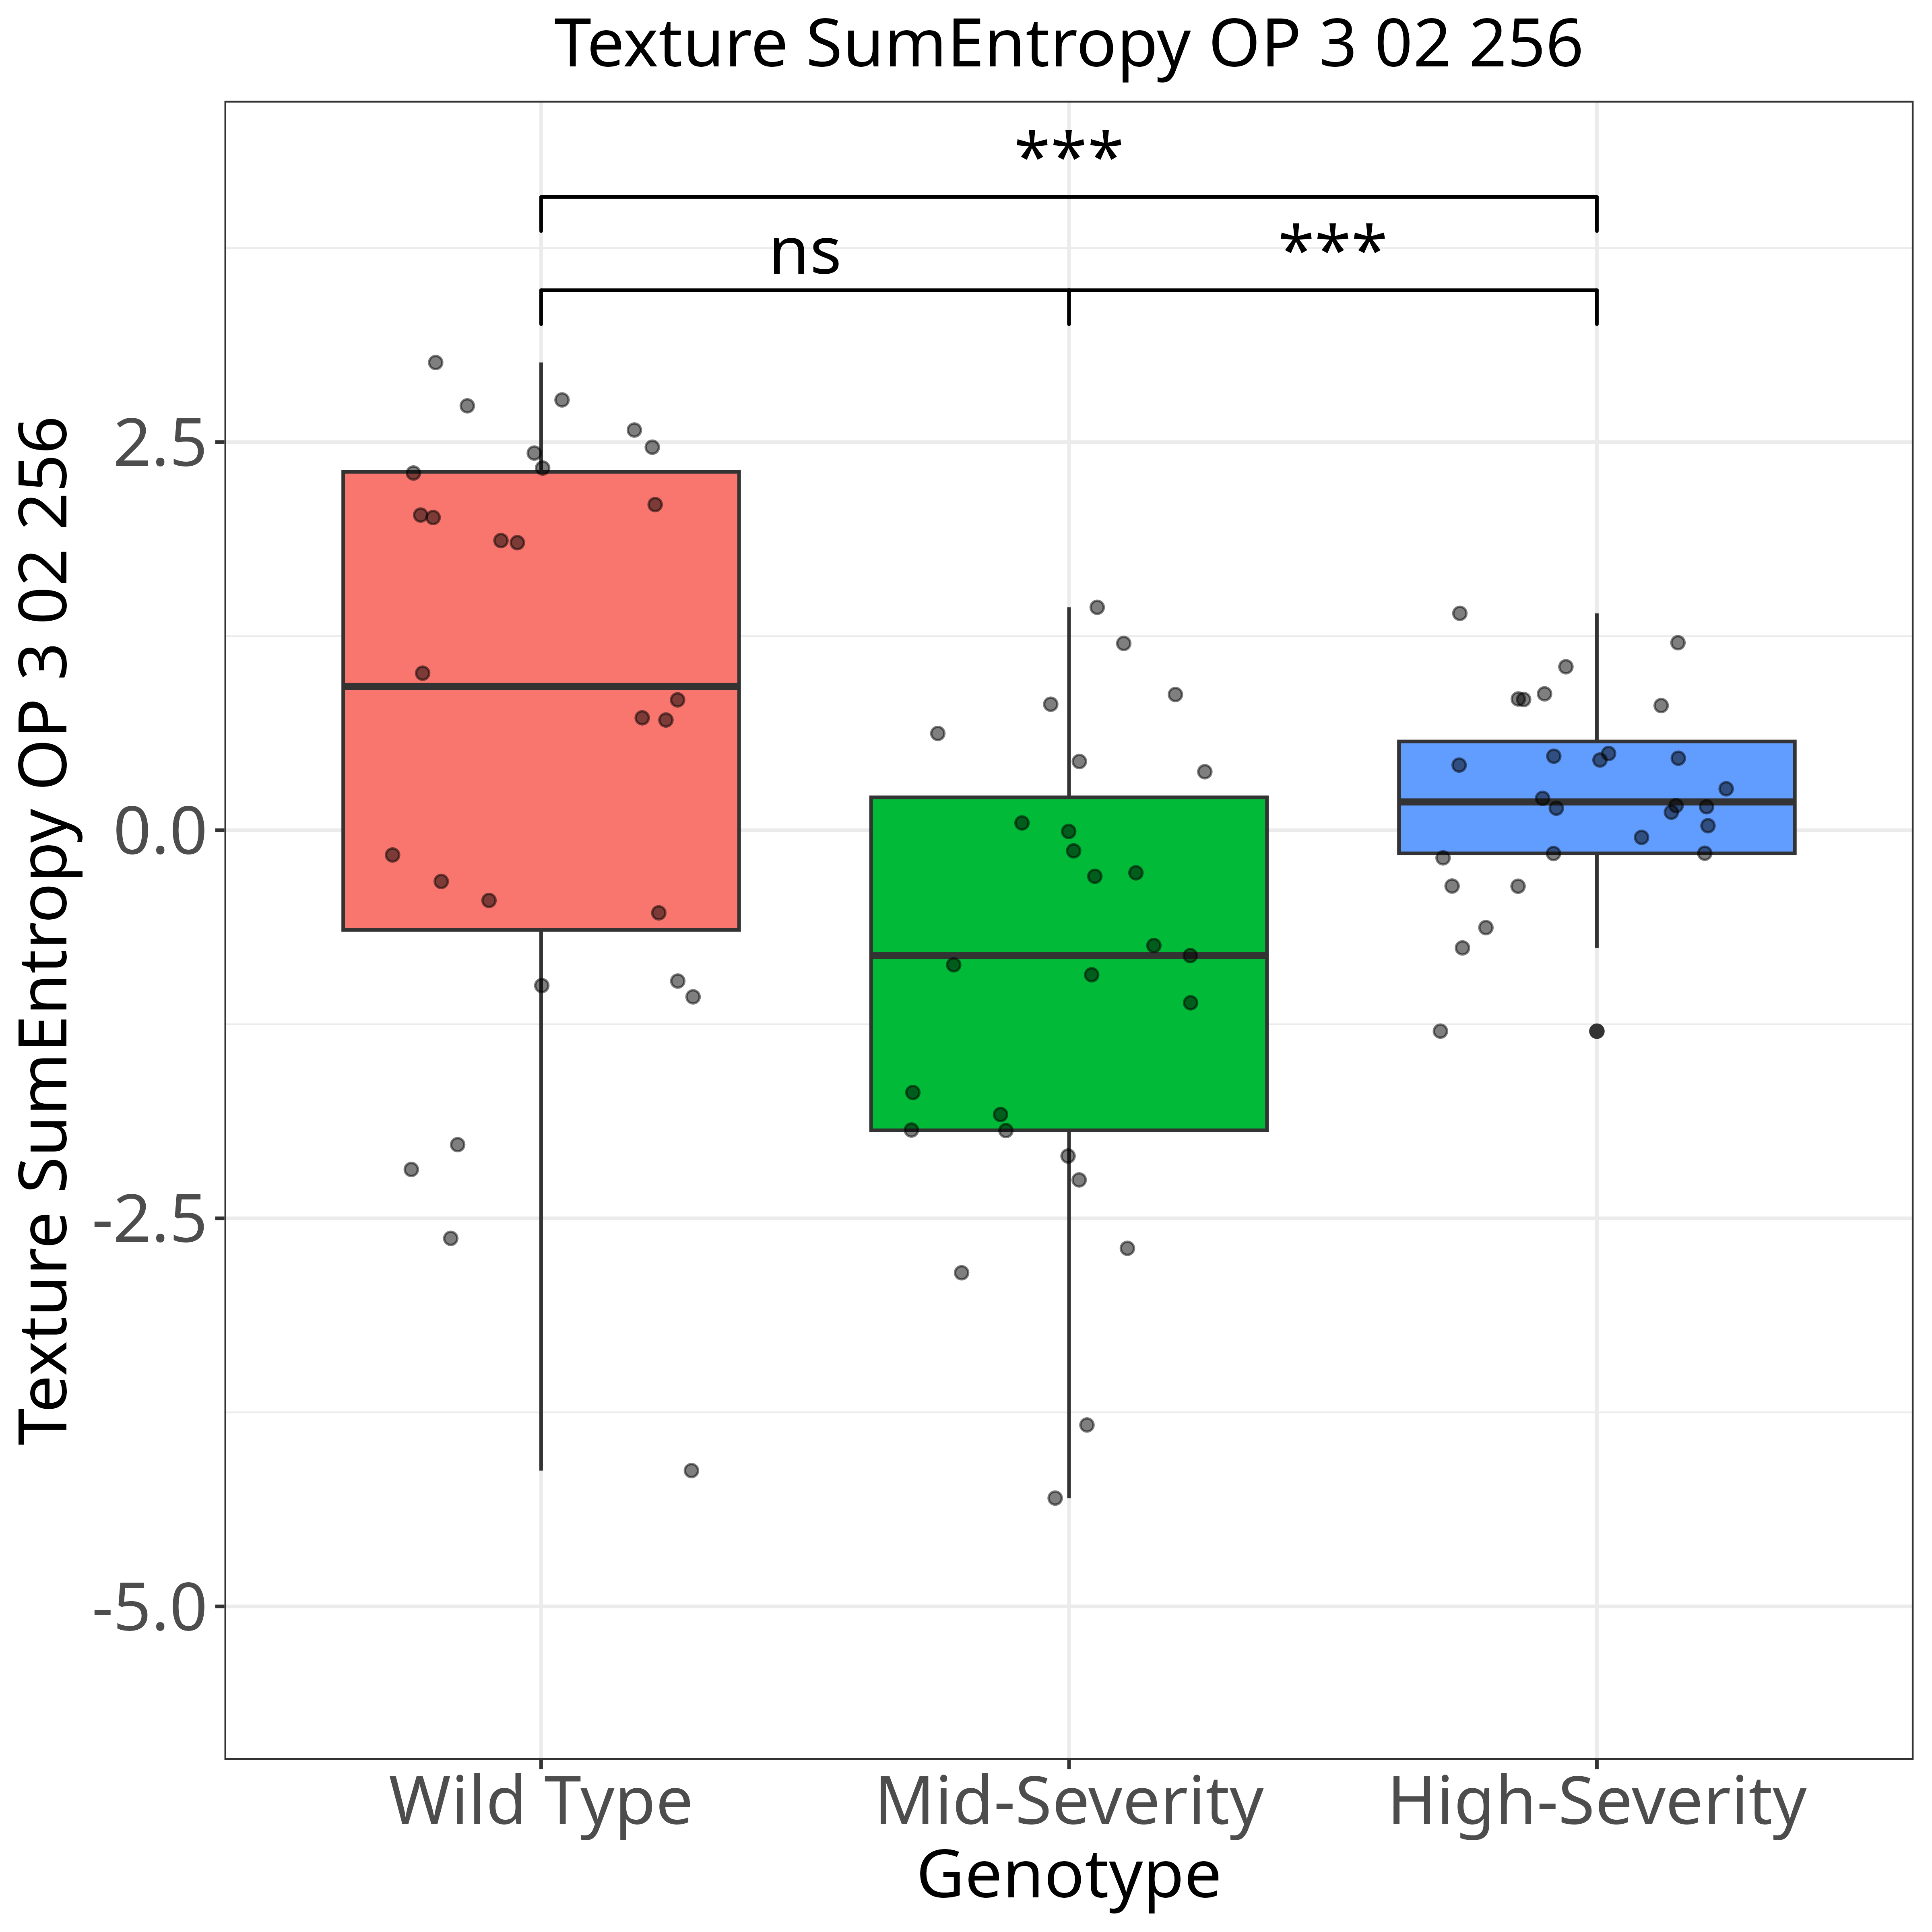 Texture SumEntropy OP 3 02 256
***
ns
***
Texture SumEntropy OP 3 02 256
2.5
0.0
-2.5
-5.0
Wild Type
Mid-Severity
High-Severity
Genotype